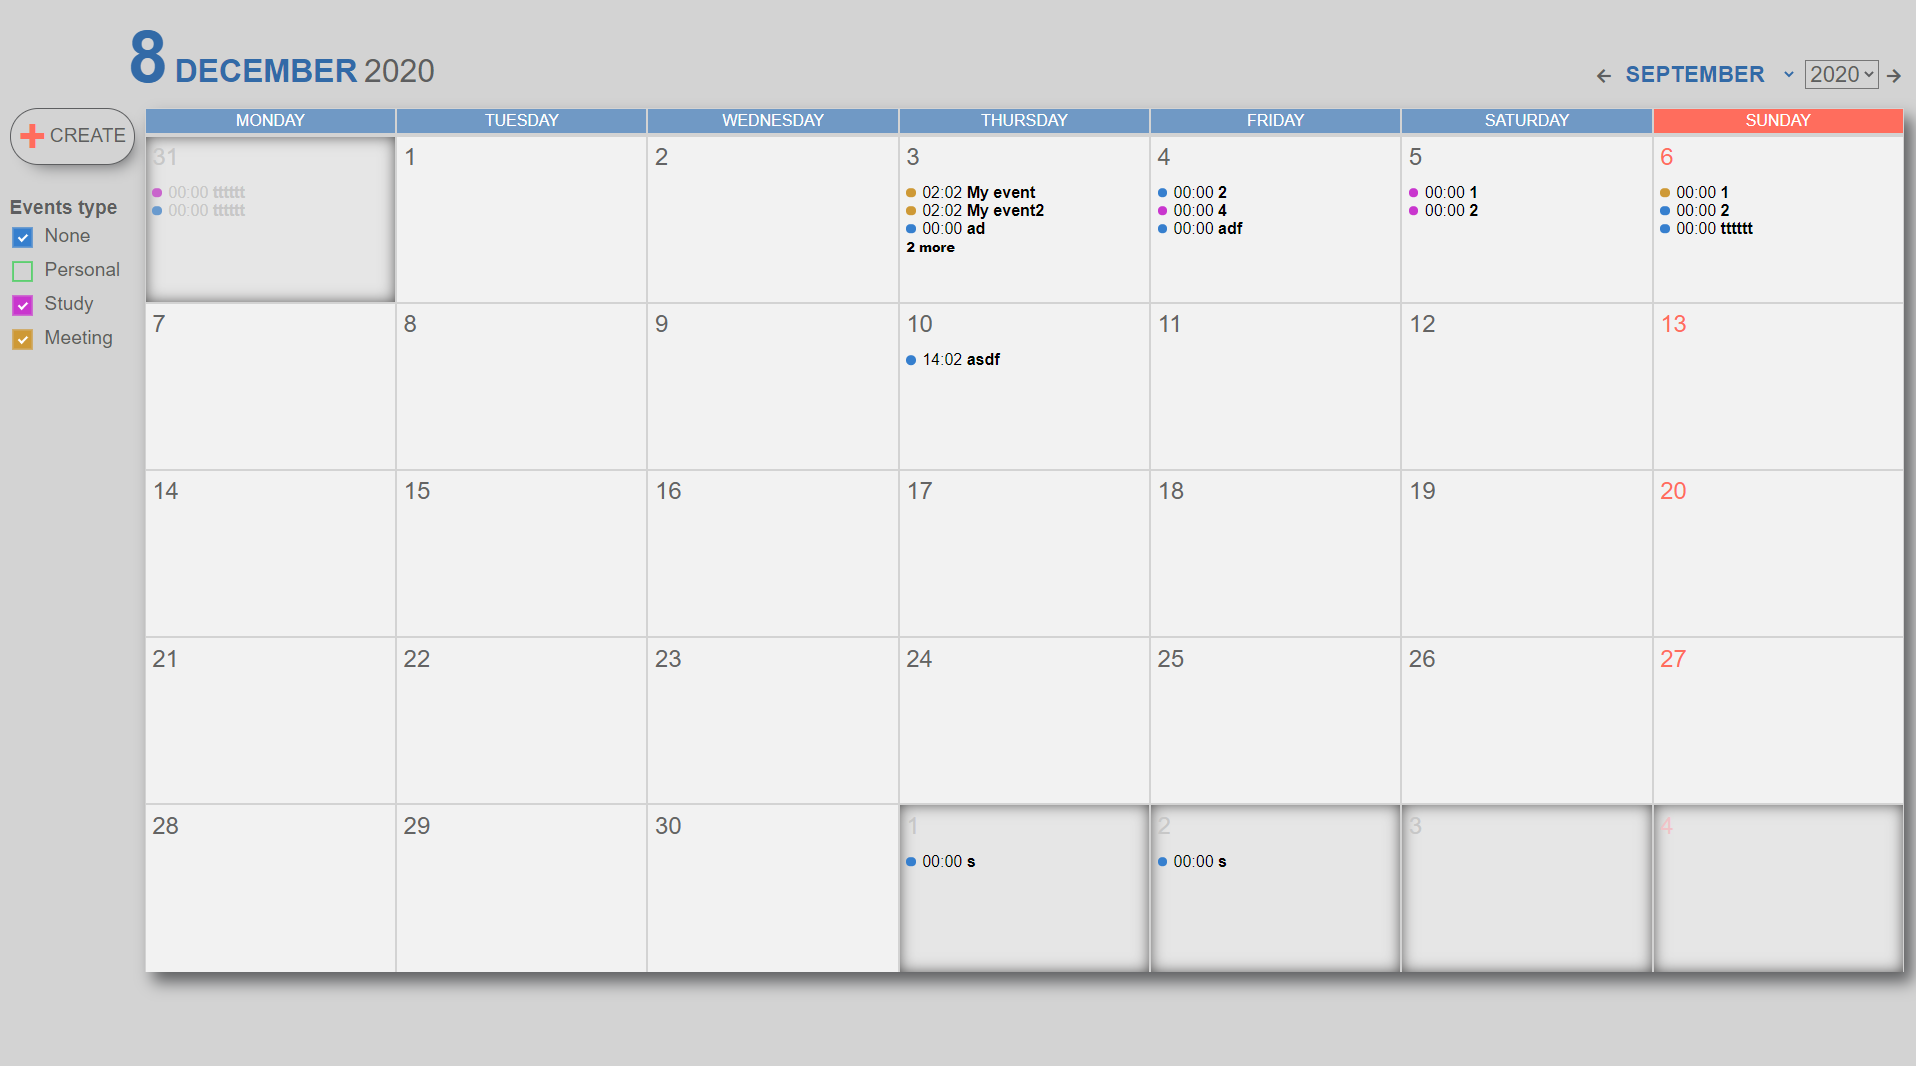 8 DECEMBER 2020
SEPTEMBER 2020
CREATE
Events type
None
Personal
Study
Meeting
MONDAY TUESDAY WEDNESDAY THURSDAY FRIDAY SATURDAY SUNDAY
31
00:00 tttttt
00:00 tttttt
1
2
3
02:02 My event
02:02 My event2
00:00 ad
2 more
4
00:00 2
00:00 4
00:00 adf
5
00:00 1
00:00 2
6
00:00 1
00:00 2
00:00 tttttt
7
8
9
10
14:02 asdf
11
12
13
14
15
16
17
18
19
20
21
22
23
24
25
26
27
28
29
30
1
00:00 s
2
00:00 s
3
4